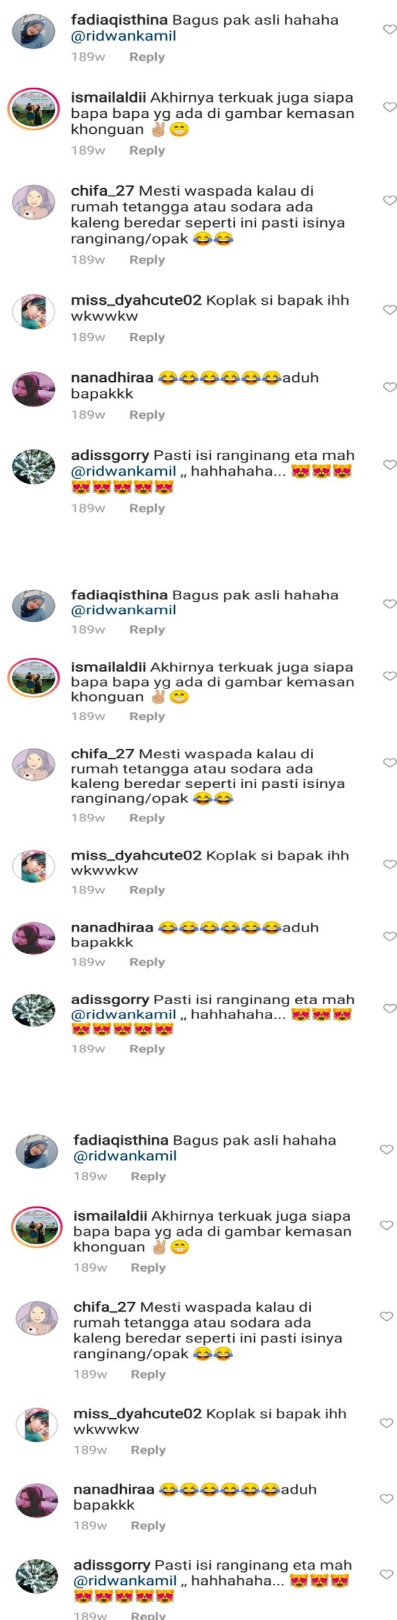 fadiaqisthina Bagus pak asli hahaha
@ridwankamil
189w Reply
ismailaldii Akhirnya terkuak juga siapa
bapa bapa yg ada di gambar kemasan
khonguan ✌🏼😁
189w Reply
chifa_27 Mesti waspada kalau di
rumah tetangga atau sodara ada
kaleng beredar seperti ini pasti isinya
ranginang/opak 😂😂
189w Reply
miss_dyahcute02 Koplak si bapak ihh
wkwwkw
189w Reply
nanadhiraa 😂😂😂😂😂😂aduh
bapakkk
189w Reply
adissgorry Pasti isi ranginang eta mah
@ridwankamil ,, hahhahaha... 😻😻😻
😻😻😻😻😻
189w Reply
fadiaqisthina Bagus pak asli hahaha
@ridwankamil
189w Reply
ismailaldii Akhirnya terkuak juga siapa
bapa bapa yg ada di gambar kemasan
khonguan ✌🏼😁
189w Reply
chifa_27 Mesti waspada kalau di
rumah tetangga atau sodara ada
kaleng beredar seperti ini pasti isinya
ranginang/opak 😂😂
189w Reply
miss_dyahcute02 Koplak si bapak ihh
wkwwkw
189w Reply
nanadhiraa 😂😂😂😂😂😂aduh
bapakkk
189w Reply
adissgorry Pasti isi ranginang eta mah
@ridwankamil ,, hahhahaha... 😻😻😻
😻😻😻😻😻
189w Reply
fadiaqisthina Bagus pak asli hahaha
@ridwankamil
189w Reply
ismailaldii Akhirnya terkuak juga siapa
bapa bapa yg ada di gambar kemasan
khonguan ✌🏼😁
189w Reply
chifa_27 Mesti waspada kalau di
rumah tetangga atau sodara ada
kaleng beredar seperti ini pasti isinya
ranginang/opak 😂😂
189w Reply
miss_dyahcute02 Koplak si bapak ihh
wkwwkw
189w Reply
nanadhiraa 😂😂😂😂😂😂aduh
bapakkk
189w Reply
adissgorry Pasti isi ranginang eta mah
@ridwankamil ,, hahhahaha... 😻😻😻
😻😻😻😻😻
189w Reply